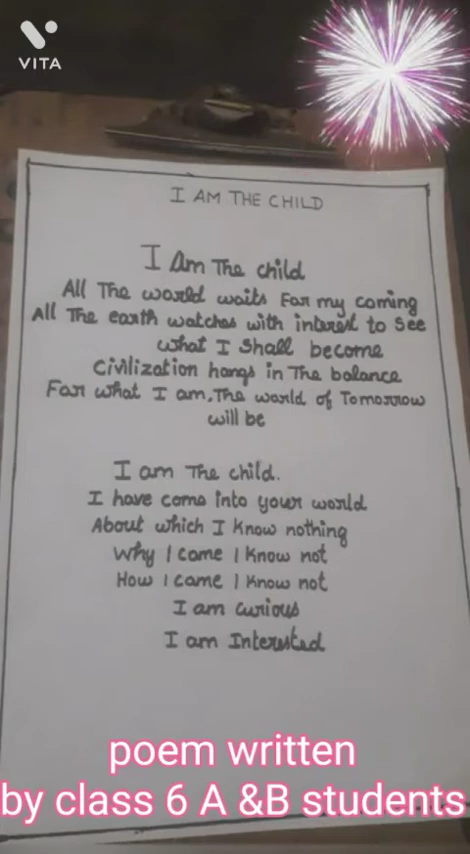 VITA
I AM THE CHILD
I Am The child
All The world waits For my coming
All The earth watches with interest to See
what I Shall become
Civilization hangs in The balance
For what I am, The world of Tomorrow
will be
I am The child.
I have come into your world
About which I know nothing
Why I came I know not
How I came I know not
I am Curious
I am Interested
poem written
by class 6 A &B students